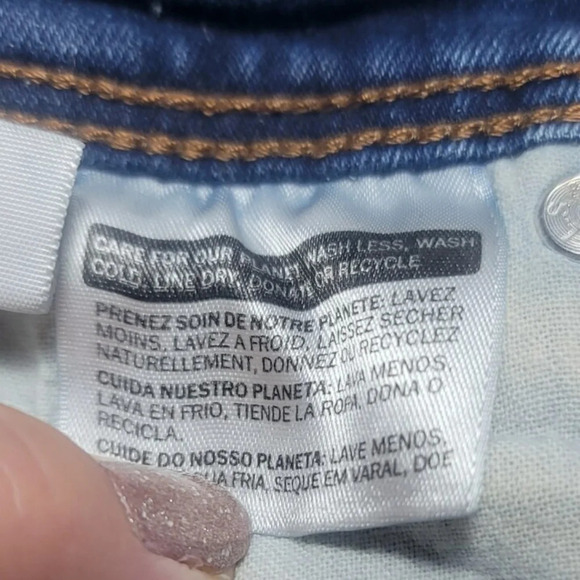 CARE FOR OUR PLANET: WASH LESS, WASH
COLD, LINE DRY, DONATE OR RECYCLE
PRENEZ SOIN DE NOTRE PLANETE: LAVEZ
MOINS, LAVEZ A FROID, LAISSEZ SECHER
NATURELLEMENT, DONNEZ OU RECYCLEZ
CUIDA NUESTRO PLANETA: LAVA MENOS,
LAVA EN FRIO, TIENDE LA ROPA, DONA O
RECICLA.
CUIDE DO NOSSO PLANETA: LAVE MENOS,
FRIA, SEQUE EM VARAL, DOE